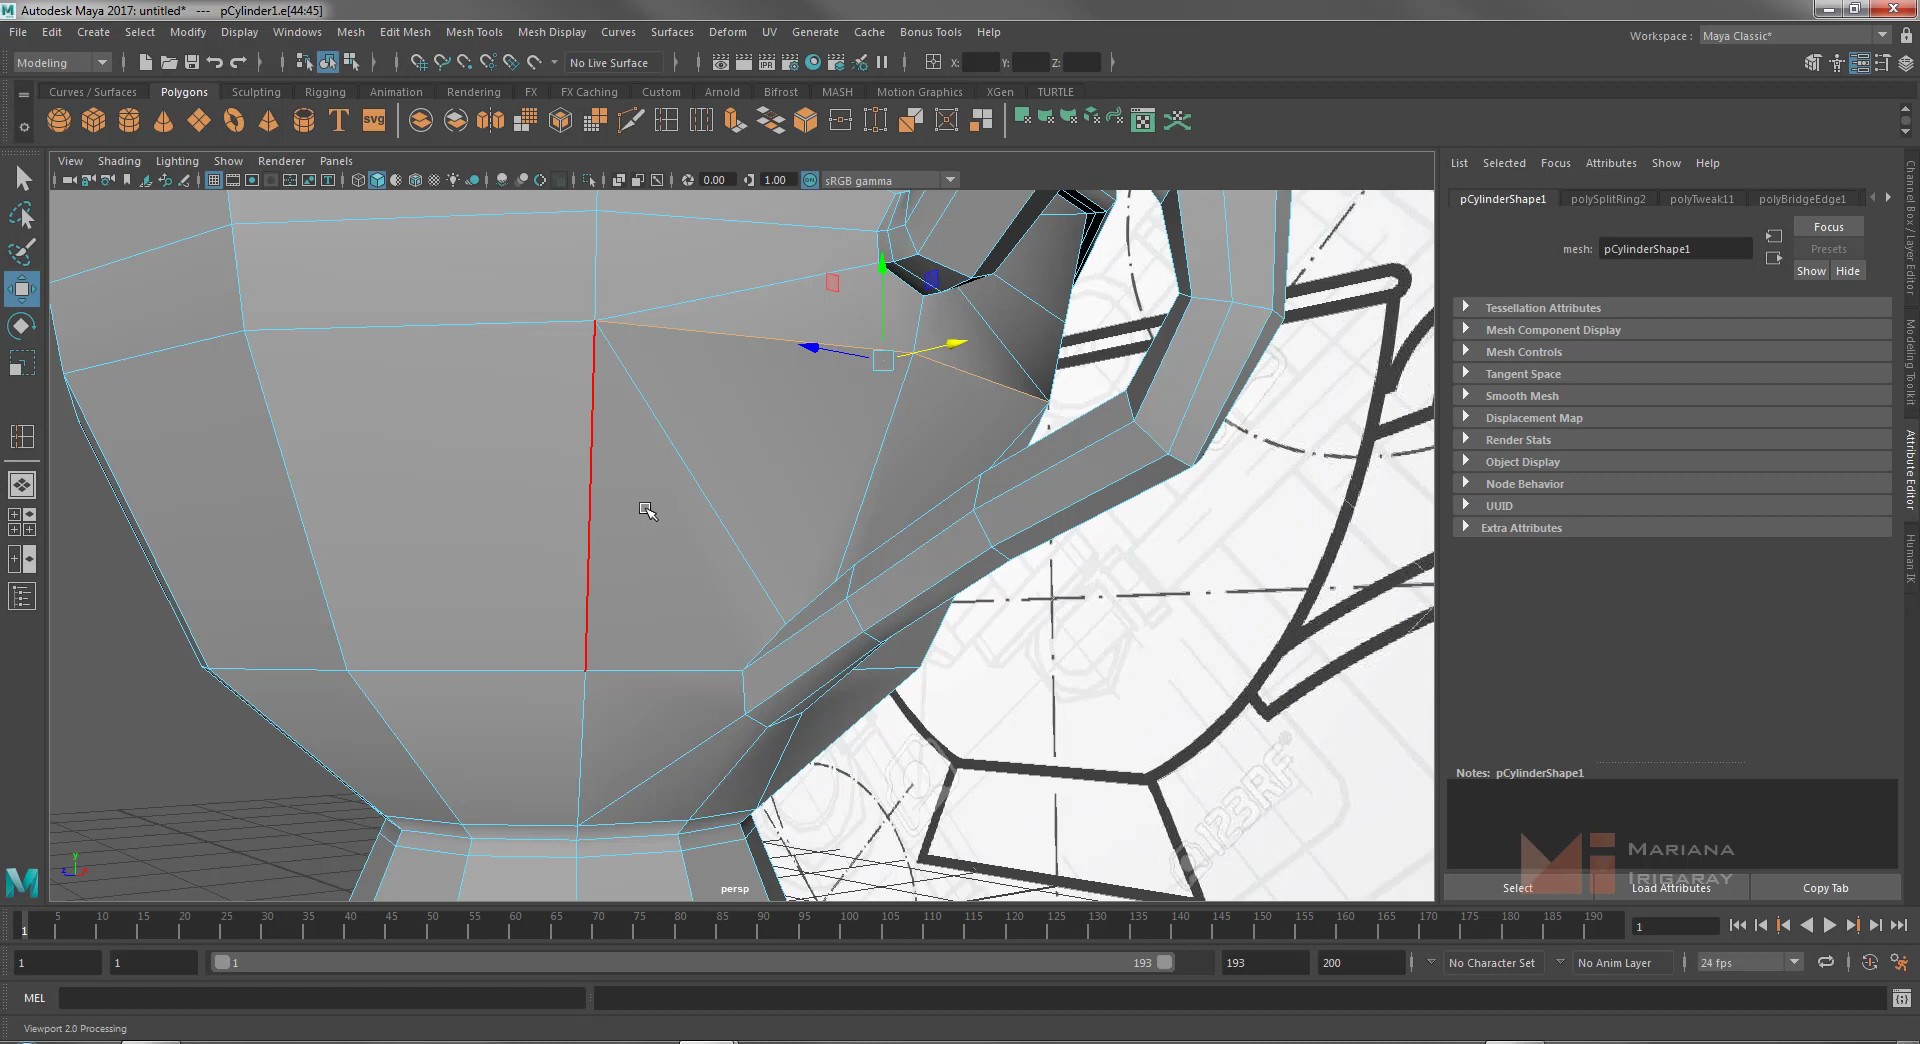 Autodesk Maya 2017: untitled* --- pCylinder1.e[44:45]
File Edit Create Select Modify Display Windows Mesh Edit Mesh Mesh Tools Mesh Display Curves Surfaces Deform UV Generate Cache Bonus Tools Help
Workspace : Maya Classic*
Modeling No Live Surface X: Y: Z:
Curves / Surfaces Polygons Sculpting Rigging Animation Rendering FX FX Caching Custom Arnold Bifrost MASH Motion Graphics XGen TURTLE
T SVG
View Shading Lighting Show Renderer Panels
0.00 1.00 ON sRGB gamma
List Selected Focus Attributes Show Help
pCylinderShape1 polySplitRing2 polyTweak11 polyBridgeEdge1
mesh: pCylinderShape1
Focus
Presets
Show Hide
Tessellation Attributes
Mesh Component Display
Mesh Controls
Tangent Space
Smooth Mesh
Displacement Map
Render Stats
Object Display
Node Behavior
UUID
Extra Attributes
Channel Box / Layer Editor
Modeling Toolkit
Attribute Editor
Human IK
123RF
y
z
persp
Notes: pCylinderShape1
MARIANA
IRIGARAY
Select Load Attributes Copy Tab
1 5 10 15 20 25 30 35 40 45 50 55 60 65 70 75 80 85 90 95 100 105 110 115 120 125 130 135 140 145 150 155 160 165 170 175 180 185 190 1
1 1 1 193 193 200 No Character Set No Anim Layer 24 fps
MEL
Viewport 2.0 Processing